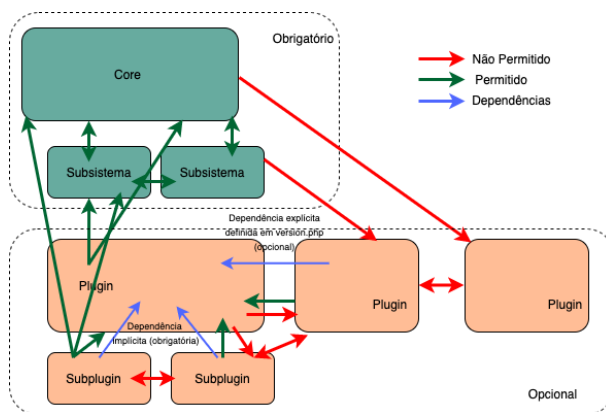 Obrigatório
Core
Não Permitido
Permitido
Dependências
Subsistema
Subsistema
Dependência explícita
definida em version.php
(opcional)
Plugin
Plugin
Plugin
Dependência
implícita (obrigatória)
Subplugin
Subplugin
Opcional